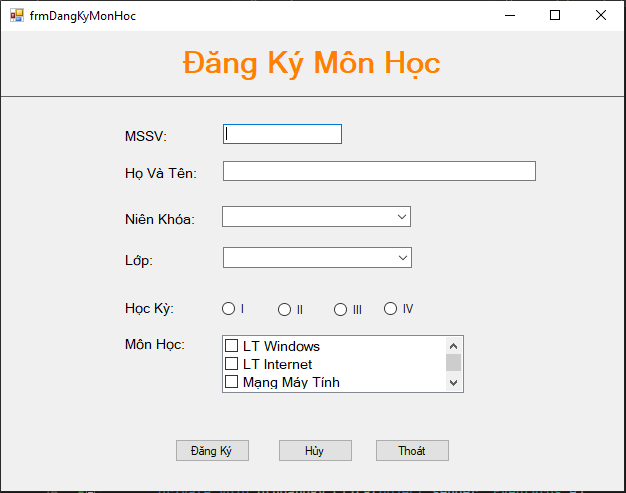 frmDangKyMonHoc
Đăng Ký Môn Học
MSSV:
Họ Và Tên:
Niên Khóa:
Lớp:
Học Kỳ: I II III IV
Môn Học: LT Windows
LT Internet
Mạng Máy Tính
Đăng Ký Hủy Thoát